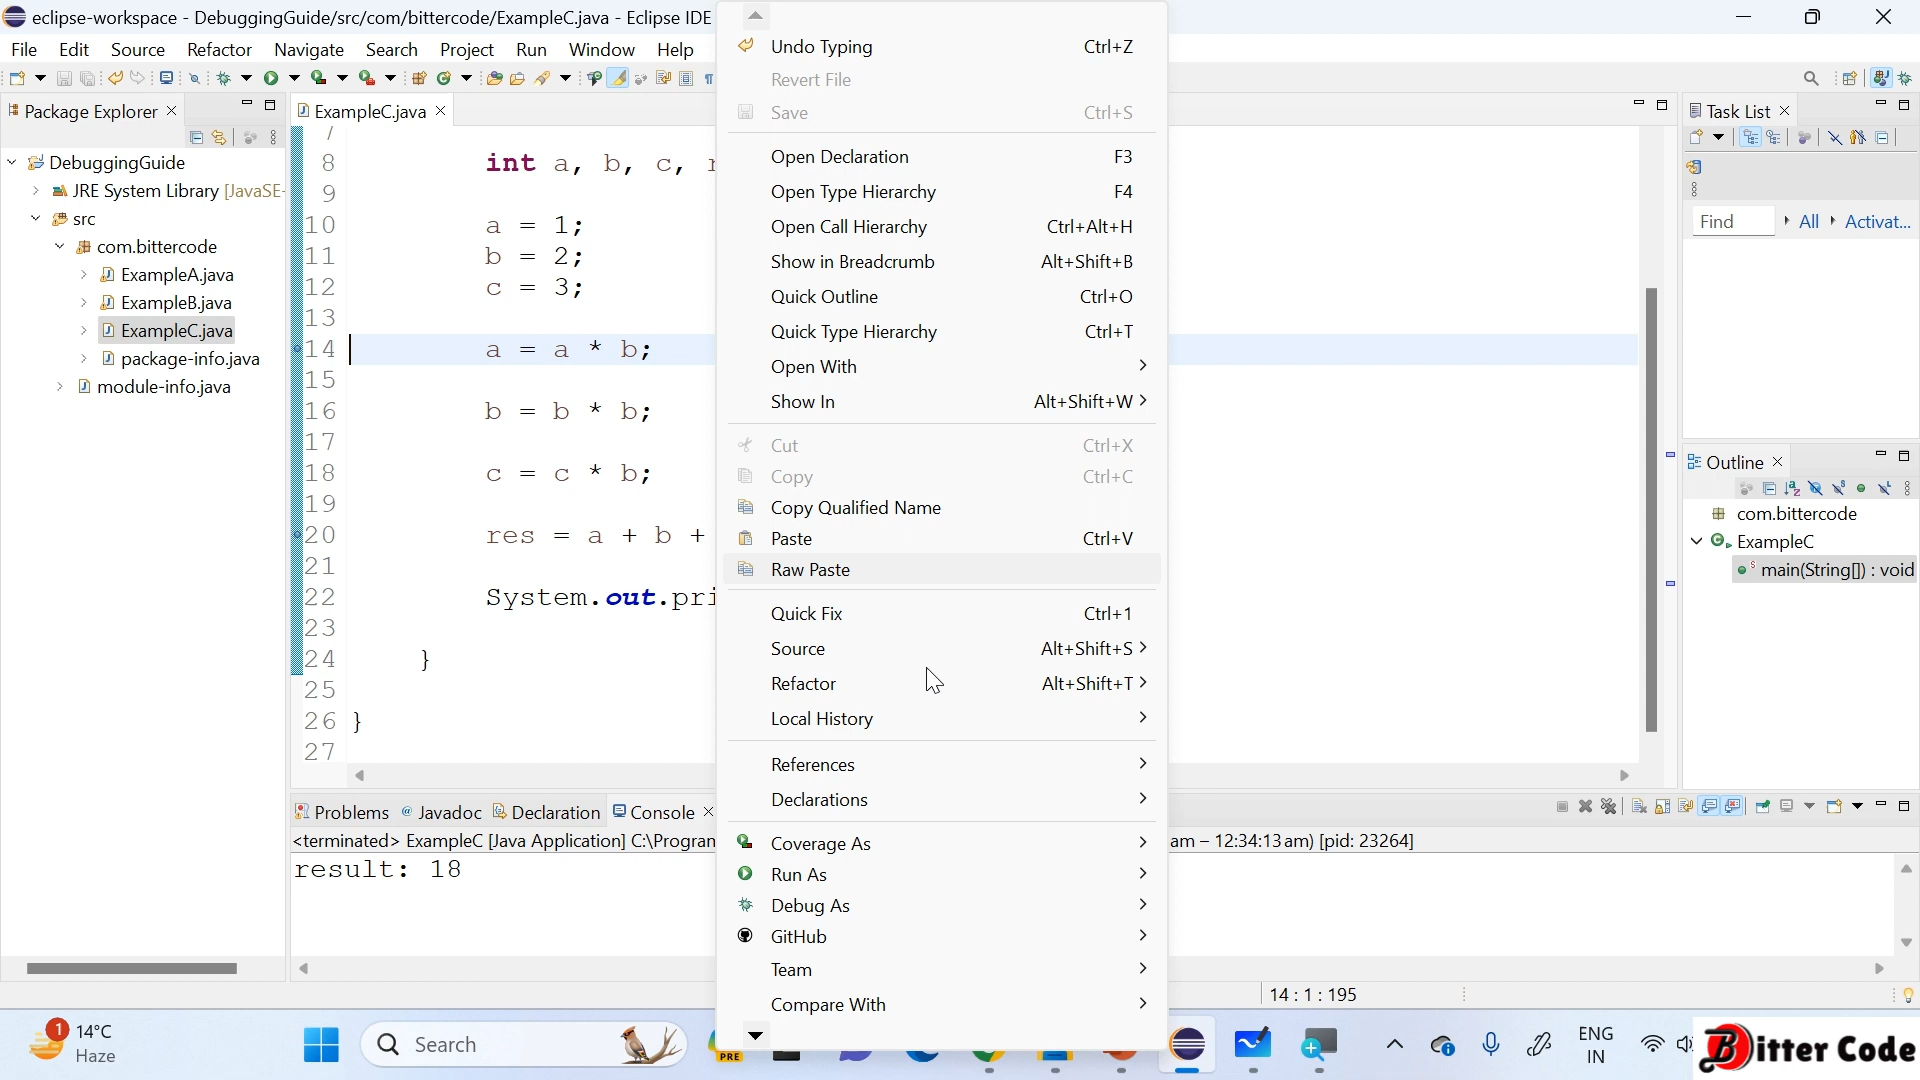 eclipse-workspace - DebuggingGuide/src/com/bittercode/ExampleC.java - Eclipse IDE
File Edit Source Refactor Navigate Search Project Run Window Help
Package Explorer
DebuggingGuide
JRE System Library [JavaSE-
src
com.bittercode
ExampleA.java
ExampleB.java
ExampleC.java
package-info.java
module-info.java
ExampleC.java
7
8 int a, b, c, r
9
10 a = 1;
11 b = 2;
12 c = 3;
13
14 a = a * b;
15
16 b = b * b;
17
18 c = c * b;
19
20 res = a + b +
21
22 System.out.pri
23
24 }
25
26 }
27
Undo Typing Ctrl+Z
Revert File
Save Ctrl+S
Open Declaration F3
Open Type Hierarchy F4
Open Call Hierarchy Ctrl+Alt+H
Show in Breadcrumb Alt+Shift+B
Quick Outline Ctrl+O
Quick Type Hierarchy Ctrl+T
Open With
Show In Alt+Shift+W
Cut Ctrl+X
Copy Ctrl+C
Copy Qualified Name
Paste Ctrl+V
Raw Paste
Quick Fix Ctrl+1
Source Alt+Shift+S
Refactor Alt+Shift+T
Local History
References
Declarations
Coverage As
Run As
Debug As
GitHub
Team
Compare With
Task List
Find All Activat...
Outline
com.bittercode
ExampleC
main(String[]) : void
Problems Javadoc Declaration Console
<terminated> ExampleC [Java Application] C:\Progran am – 12:34:13 am) [pid: 23264]
result: 18
14 : 1 : 195
1
14°C
Haze
Search
PRE
ENG
IN
Bitter Code